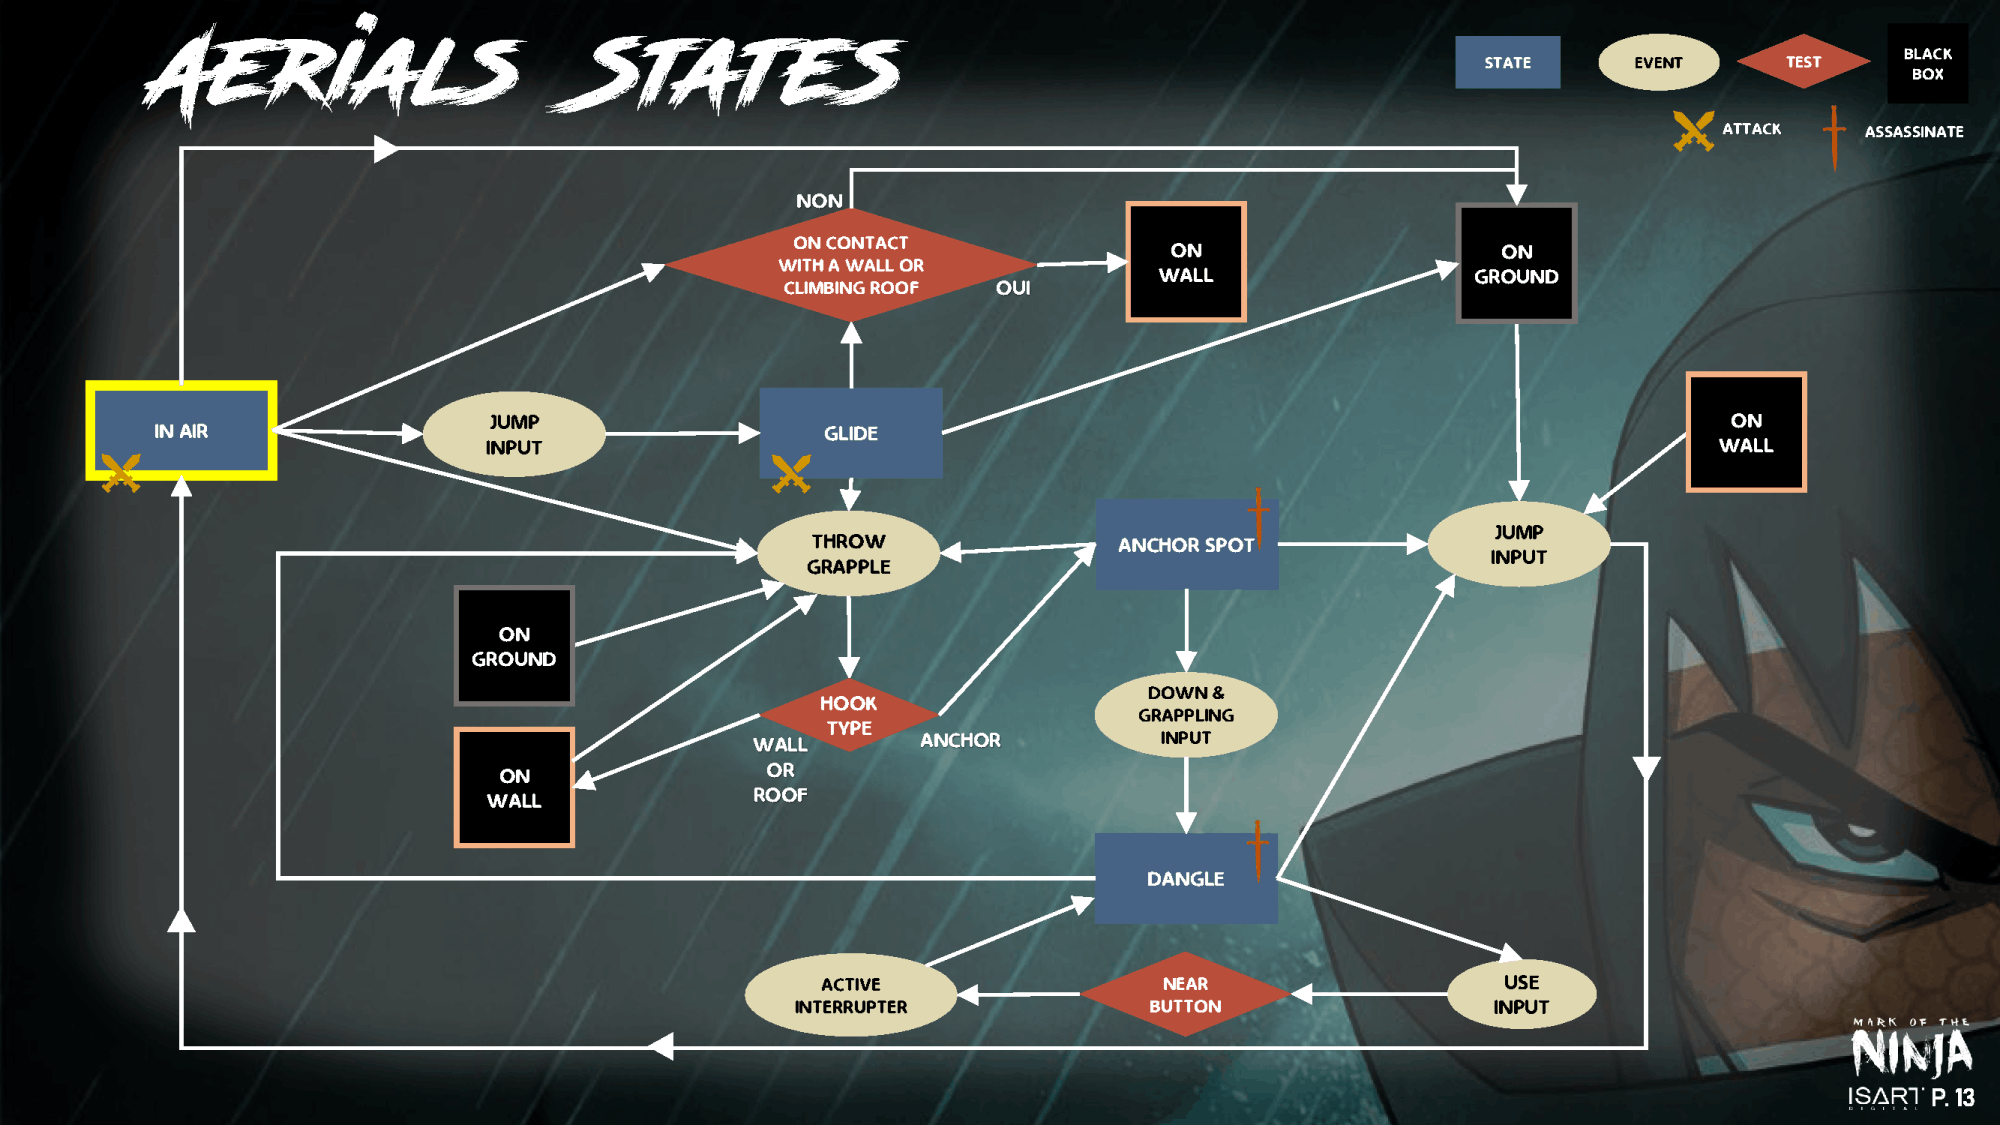 AERIALS STATES
STATE
EVENT
TEST
BLACK
BOX
ATTACK
ASSASSINATE
NON
ON CONTACT
WITH A WALL OR
CLIMBING ROOF
OUI
ON
WALL
ON
GROUND
IN AIR
JUMP
INPUT
GLIDE
ON
WALL
THROW
GRAPPLE
ANCHOR SPOT
JUMP
INPUT
ON
GROUND
HOOK
TYPE
WALL
OR
ROOF
ANCHOR
DOWN &
GRAPPLING
INPUT
ON
WALL
DANGLE
ACTIVE
INTERRUPTER
NEAR
BUTTON
USE
INPUT
MARK OF THE
NINJA
ISART P. 13
DIGITAL